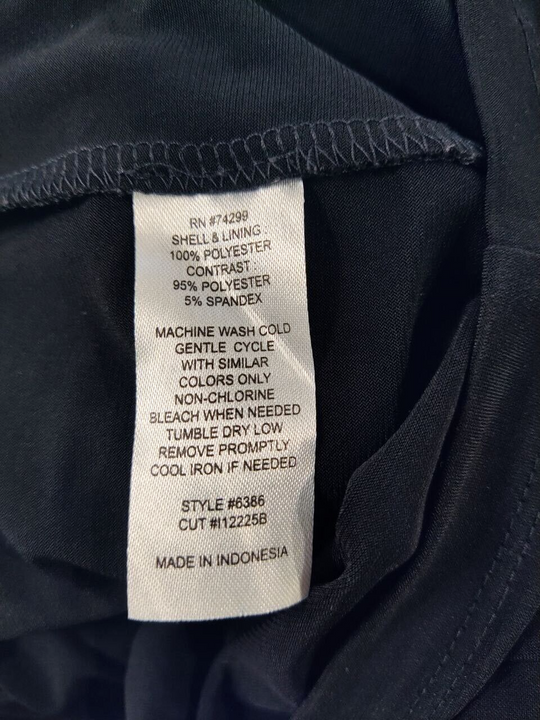 RN #74299
SHELL & LINING :
100% POLYESTER
CONTRAST :
95% POLYESTER
5% SPANDEX
MACHINE WASH COLD
GENTLE CYCLE
WITH SIMILAR
COLORS ONLY
NON-CHLORINE
BLEACH WHEN NEEDED
TUMBLE DRY LOW
REMOVE PROMPTLY
COOL IRON IF NEEDED
STYLE #6386
CUT #I12225B
MADE IN INDONESIA